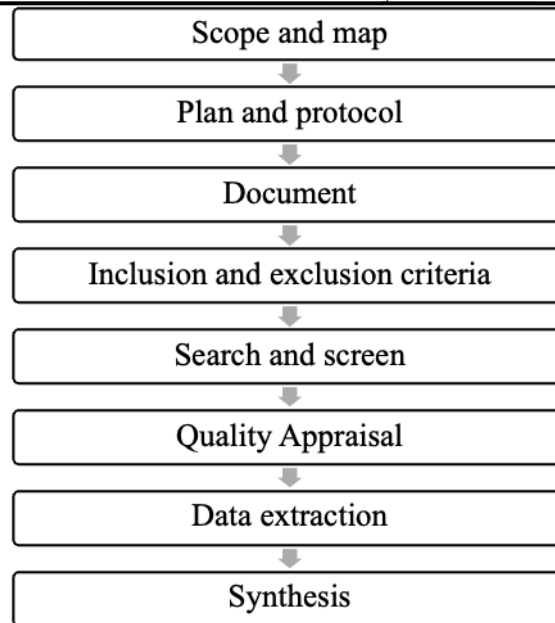 Scope and map
Plan and protocol
Document
Inclusion and exclusion criteria
Search and screen
Quality Appraisal
Data extraction
Synthesis